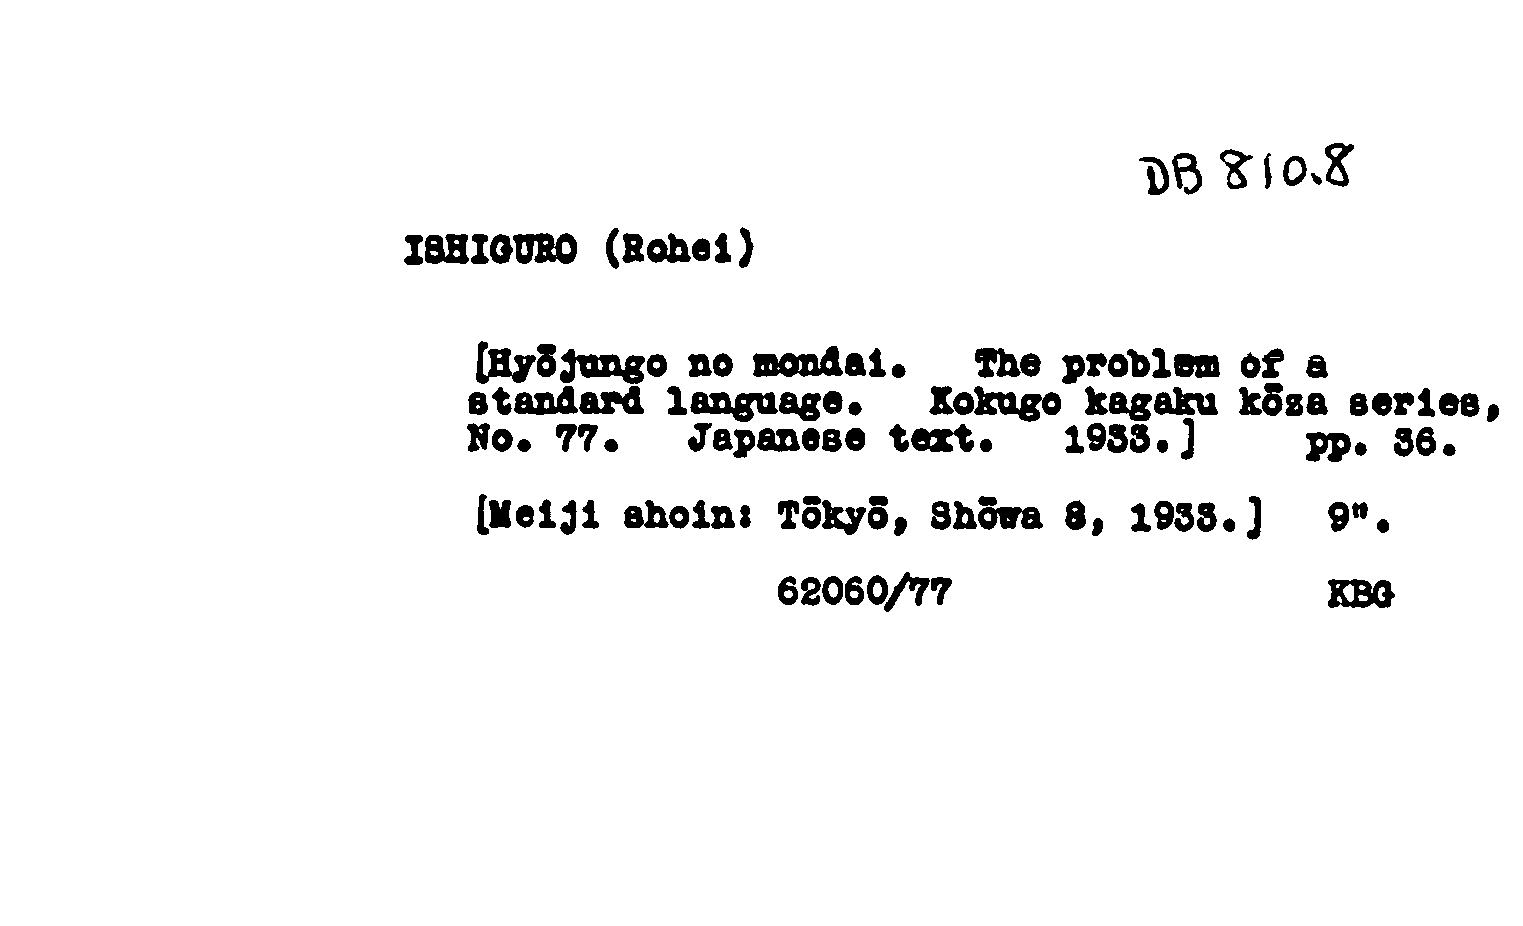 DB 810.8
ISHIGURO (Rohei)
[Hyōjungo no mondai. The problem of a
standard language. Kokugo kagaku kōza series,
No. 77. Japanese text. 1933.] pp. 36.
[Meiji shoin: Tōkyō, Shōwa 8, 1933.] 9".
62060/77 KBG